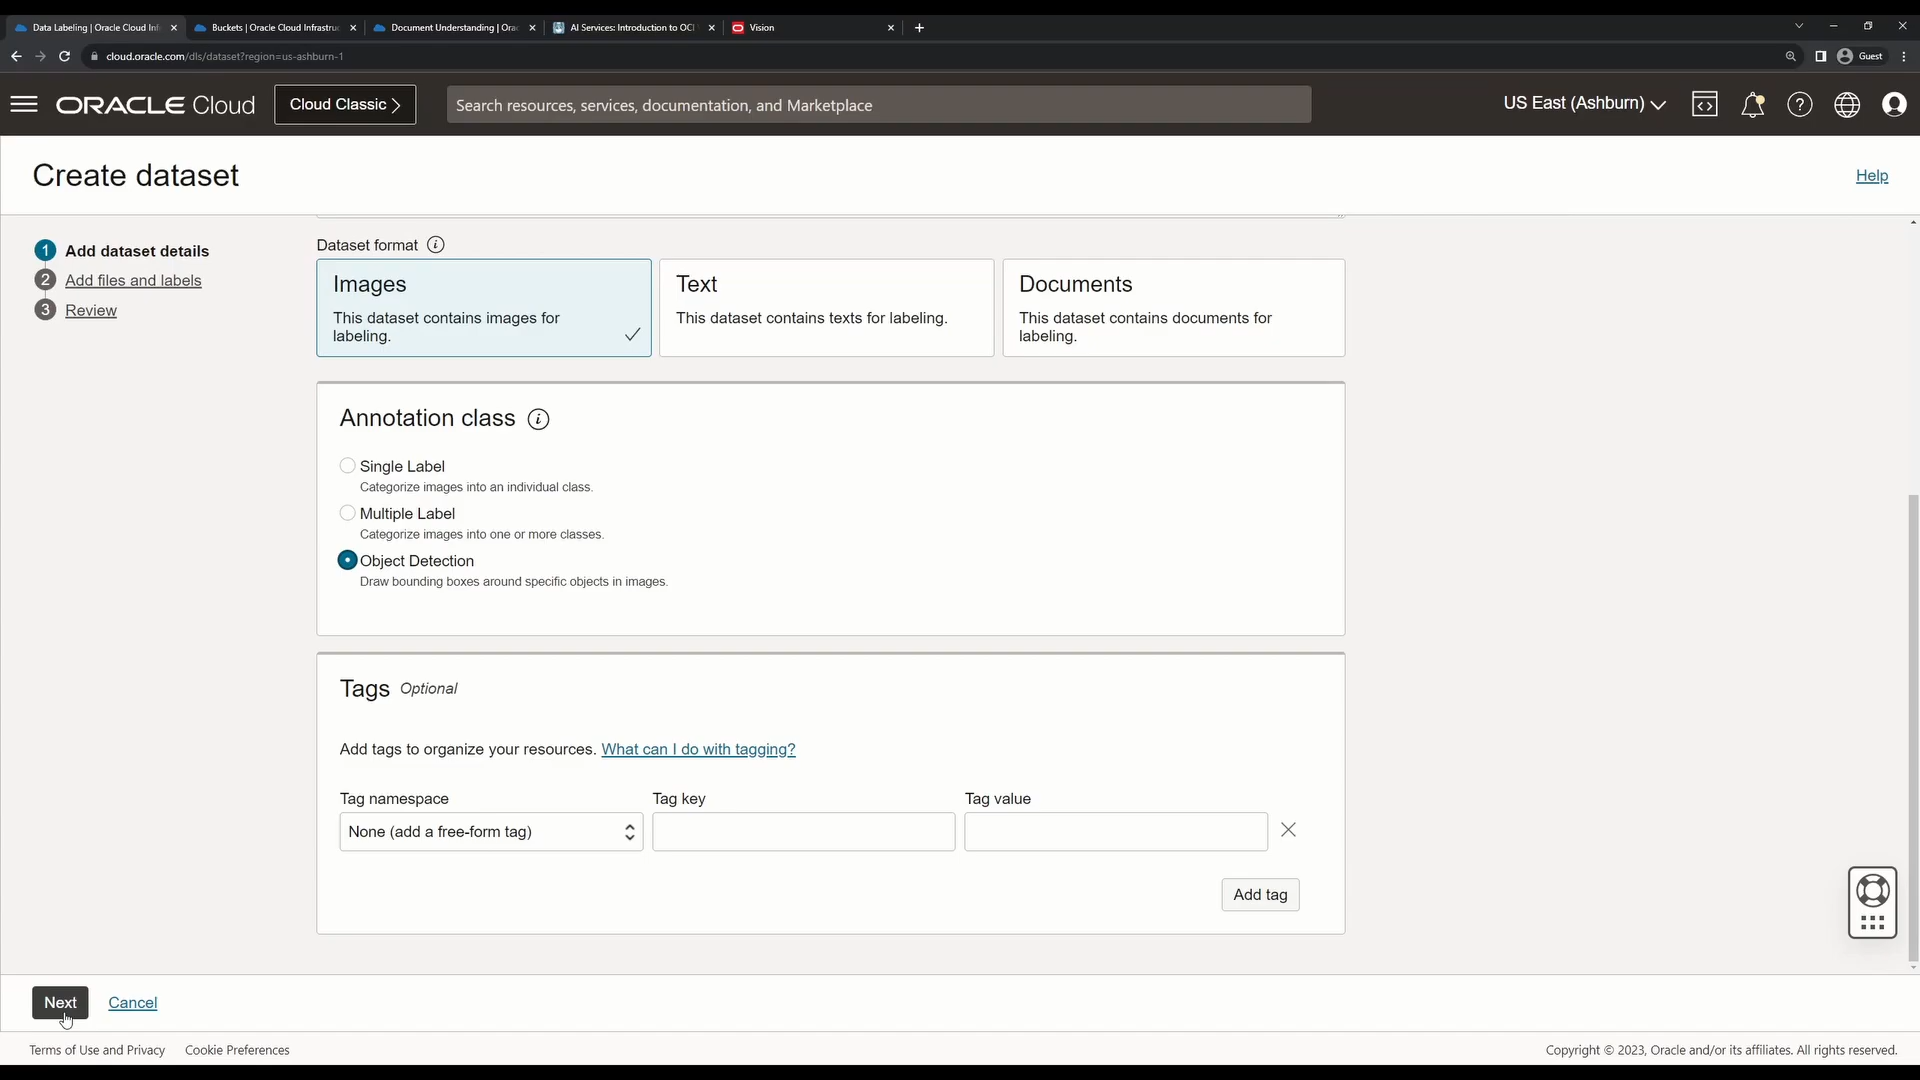 Data Labeling | Oracle Cloud Inf
Buckets | Oracle Cloud Infrastruc
Document Understanding | Orac
AI Services: Introduction to OCI
Vision
cloud.oracle.com/dls/dataset?region=us-ashburn-1
Guest
ORACLE Cloud
Cloud Classic >
Search resources, services, documentation, and Marketplace
US East (Ashburn)
Create dataset
Help
1 Add dataset details
2 Add files and labels
3 Review
Dataset format
Images
This dataset contains images for
labeling.
Text
This dataset contains texts for labeling.
Documents
This dataset contains documents for
labeling.
Annotation class
Single Label
Categorize images into an individual class.
Multiple Label
Categorize images into one or more classes.
Object Detection
Draw bounding boxes around specific objects in images.
Tags Optional
Add tags to organize your resources. What can I do with tagging?
Tag namespace
Tag key
Tag value
None (add a free-form tag)
Add tag
Next
Cancel
Terms of Use and Privacy
Cookie Preferences
Copyright © 2023, Oracle and/or its affiliates. All rights reserved.